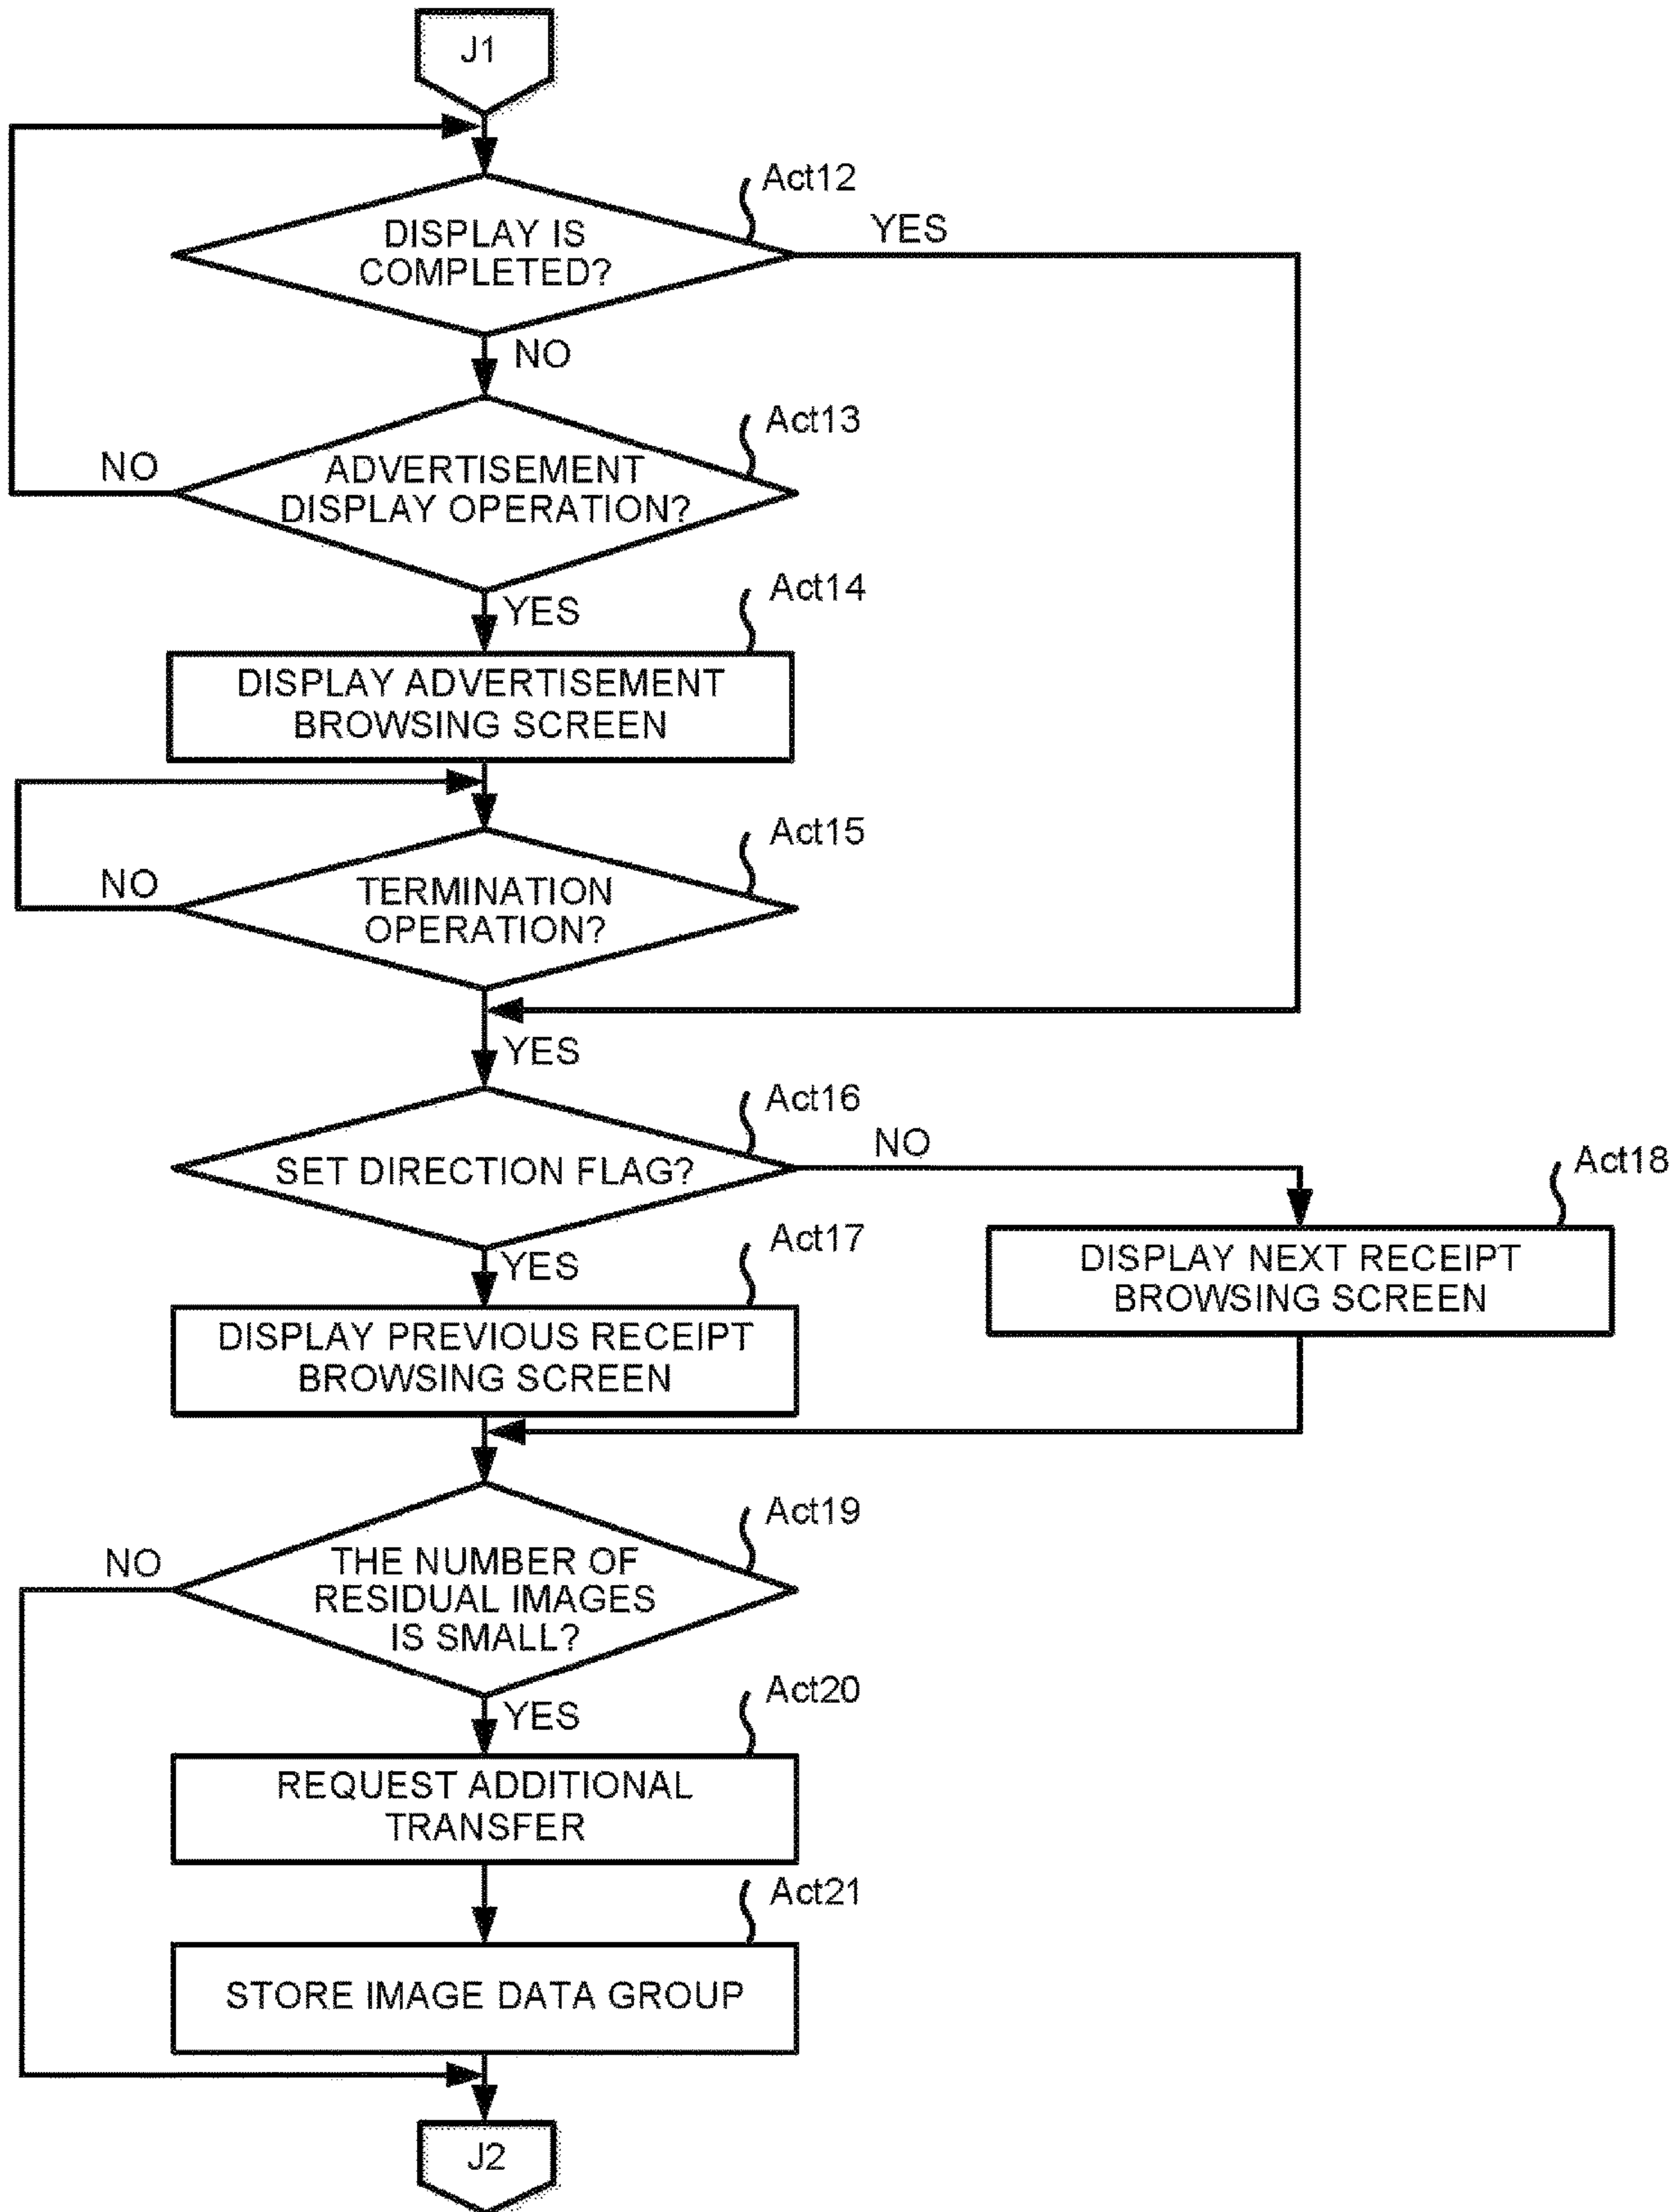 J1
Act12
DISPLAY IS
COMPLETED?
YES
NO
Act13
ADVERTISEMENT
DISPLAY OPERATION?
NO
YES
Act14
DISPLAY ADVERTISEMENT
BROWSING SCREEN
Act15
TERMINATION
OPERATION?
NO
YES
Act16
SET DIRECTION FLAG?
NO
YES
Act17
DISPLAY PREVIOUS RECEIPT
BROWSING SCREEN
Act18
DISPLAY NEXT RECEIPT
BROWSING SCREEN
Act19
THE NUMBER OF
RESIDUAL IMAGES
IS SMALL?
NO
YES
Act20
REQUEST ADDITIONAL
TRANSFER
Act21
STORE IMAGE DATA GROUP
J2